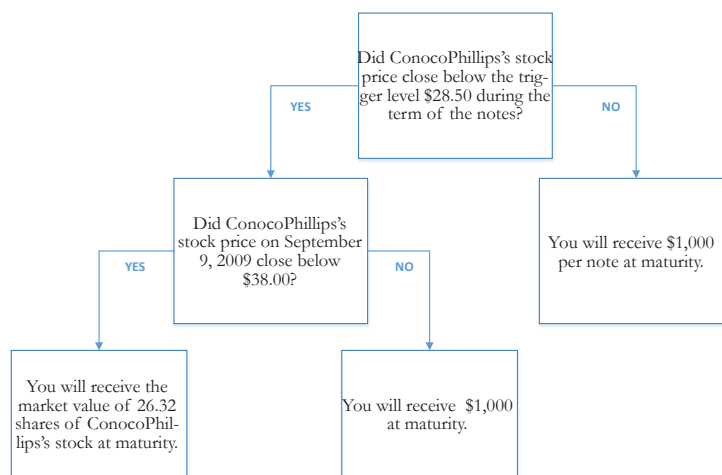 Did ConocoPhillips's stock
price close below the trig-
ger level $28.50 during the
term of the notes?
YES
NO
Did ConocoPhillips's
stock price on September
9, 2009 close below
$38.00?
You will receive $1,000
per note at maturity.
YES
NO
You will receive the
market value of 26.32
shares of ConocoPhil-
lips's stock at maturity.
You will receive $1,000
at maturity.